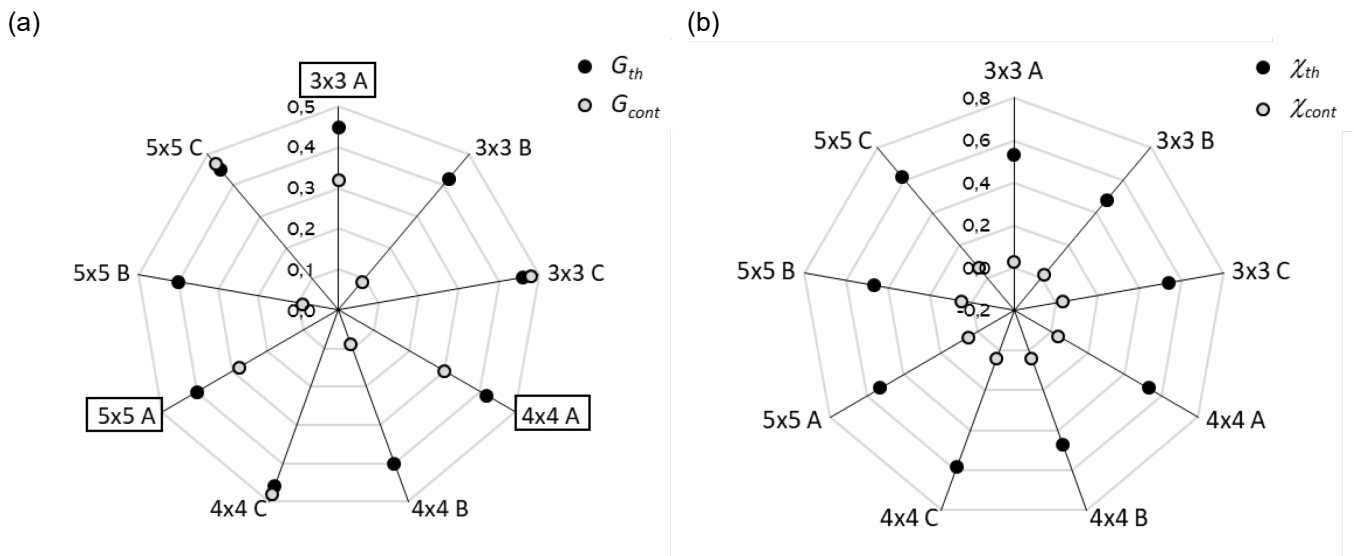 (a)
3x3 A
G_th
G_cont
0,5
0,4
0,3
0,2
0,1
0,0
3x3 B
3x3 C
4x4 A
4x4 B
4x4 C
5x5 A
5x5 B
5x5 C
(b)
3x3 A
χ_th
χ_cont
0,8
0,6
0,4
0,2
0,0
-0,2
3x3 B
3x3 C
4x4 A
4x4 B
4x4 C
5x5 A
5x5 B
5x5 C